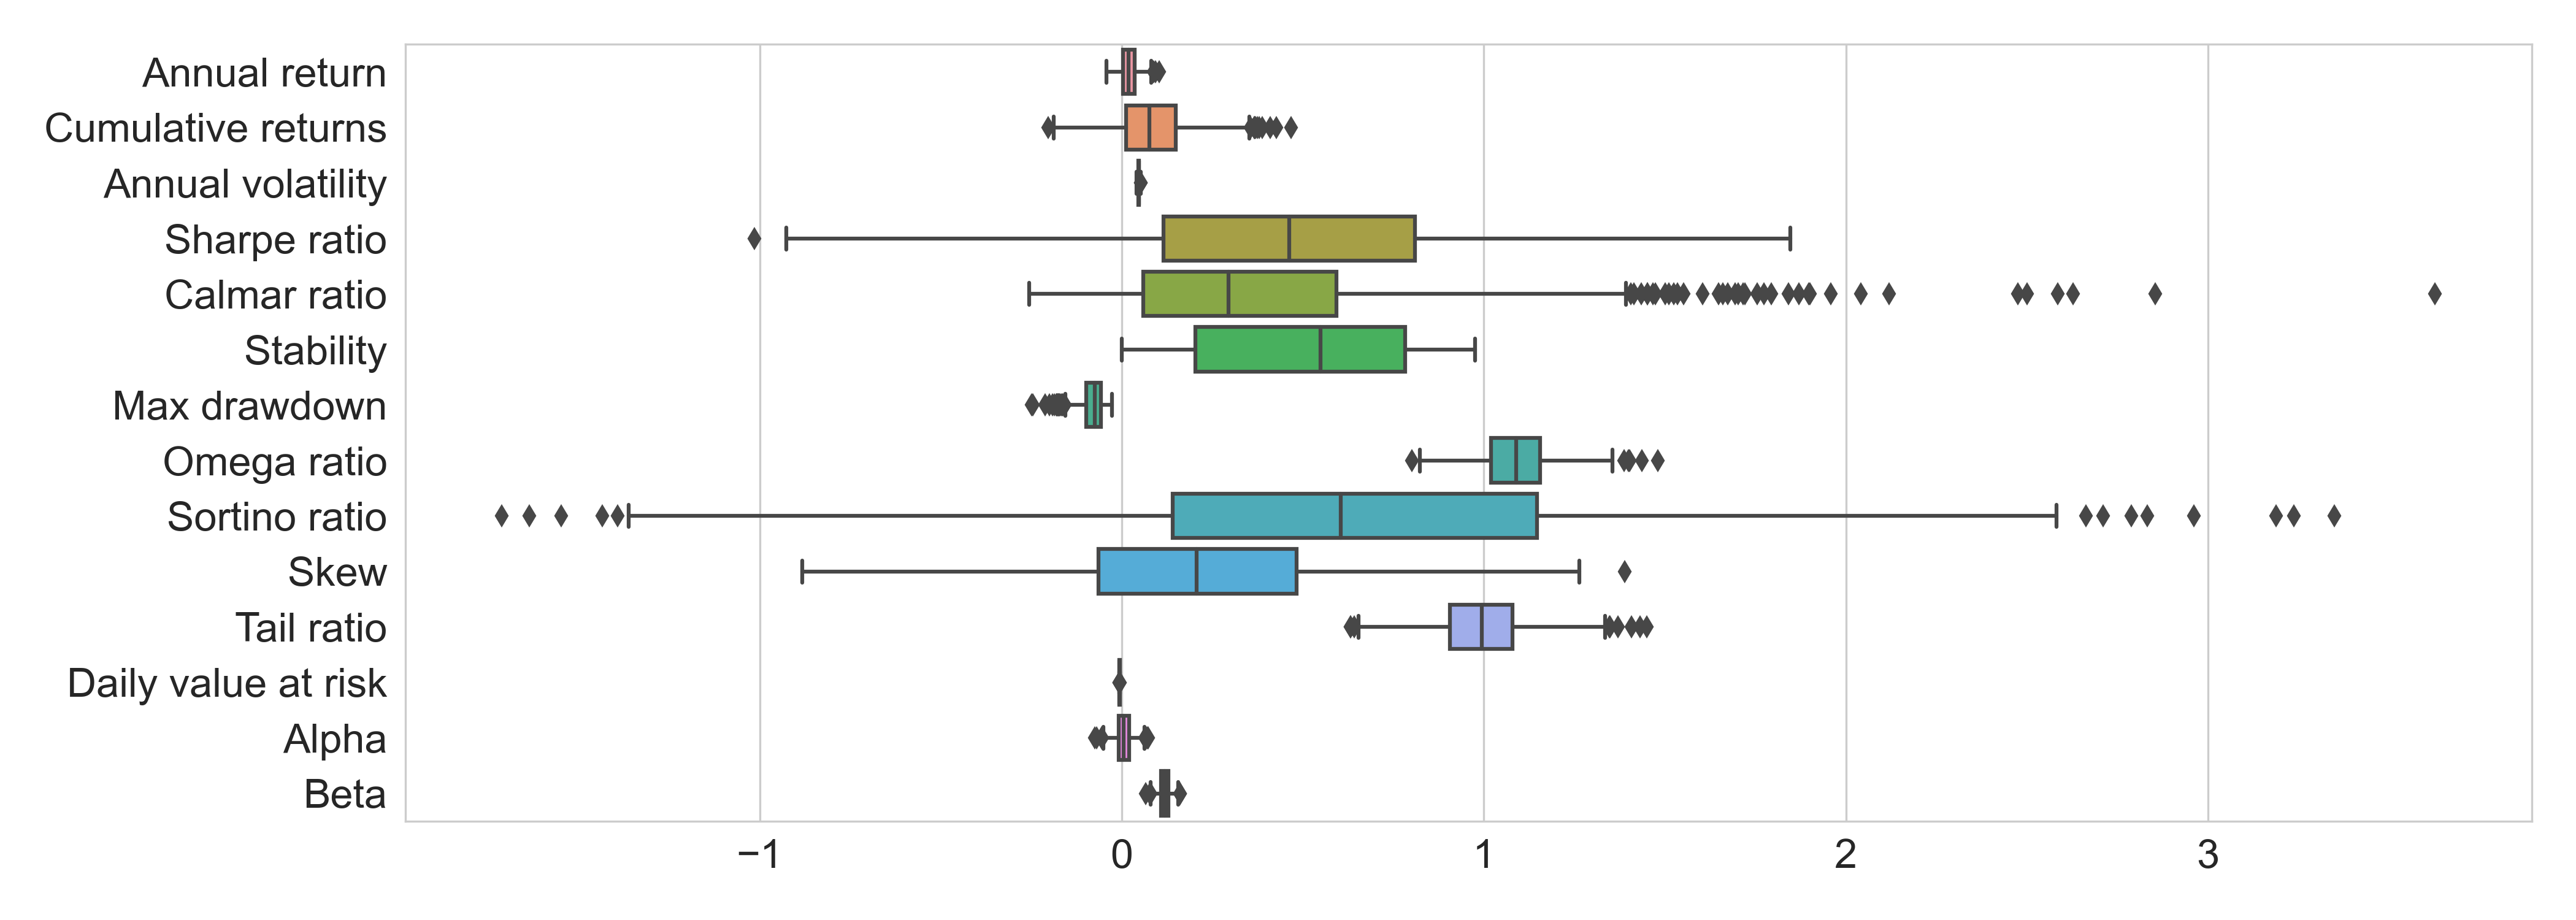 Annual return
Cumulative returns
Annual volatility
Sharpe ratio
Calmar ratio
Stability
Max drawdown
Omega ratio
Sortino ratio
Skew
Tail ratio
Daily value at risk
Alpha
Beta
−1 0 1 2 3